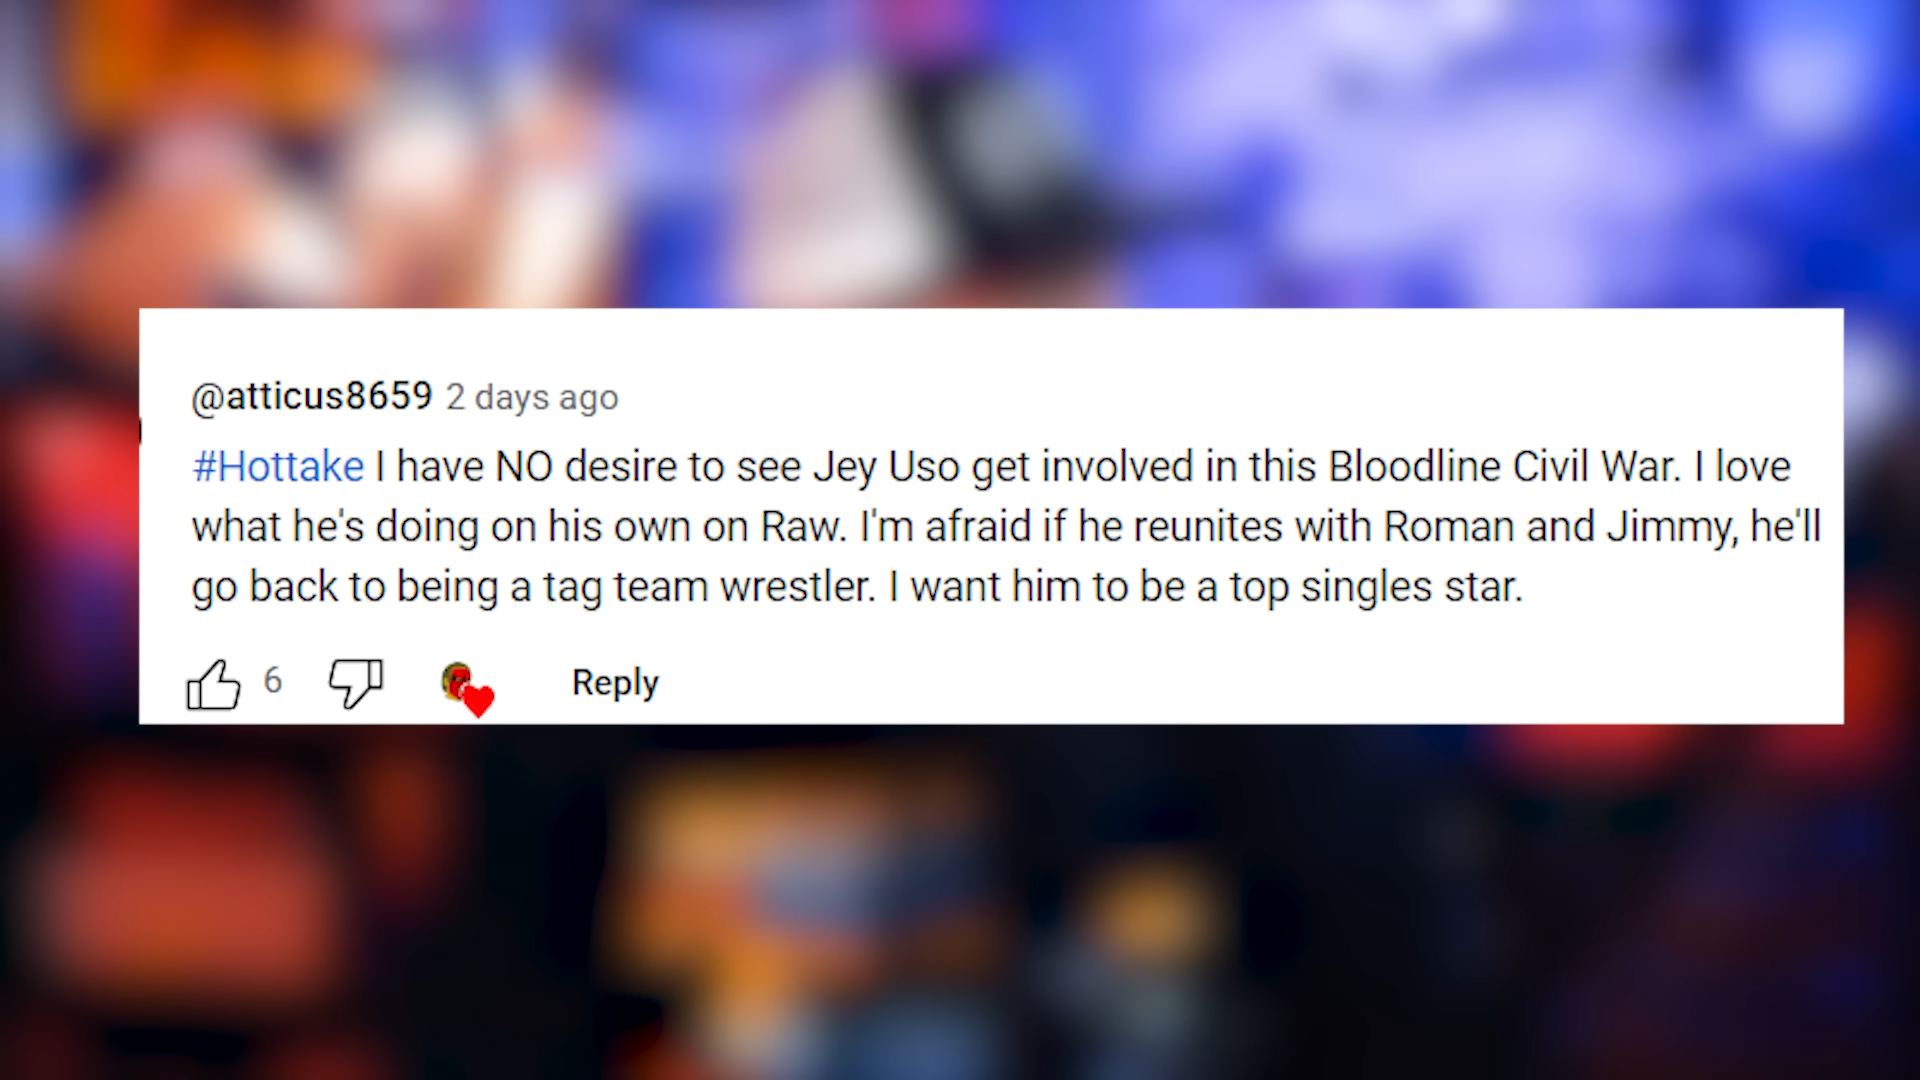 @atticus8659 2 days ago
#Hottake I have NO desire to see Jey Uso get involved in this Bloodline Civil War. I love
what he's doing on his own on Raw. I'm afraid if he reunites with Roman and Jimmy, he'll
go back to being a tag team wrestler. I want him to be a top singles star.
6 Reply